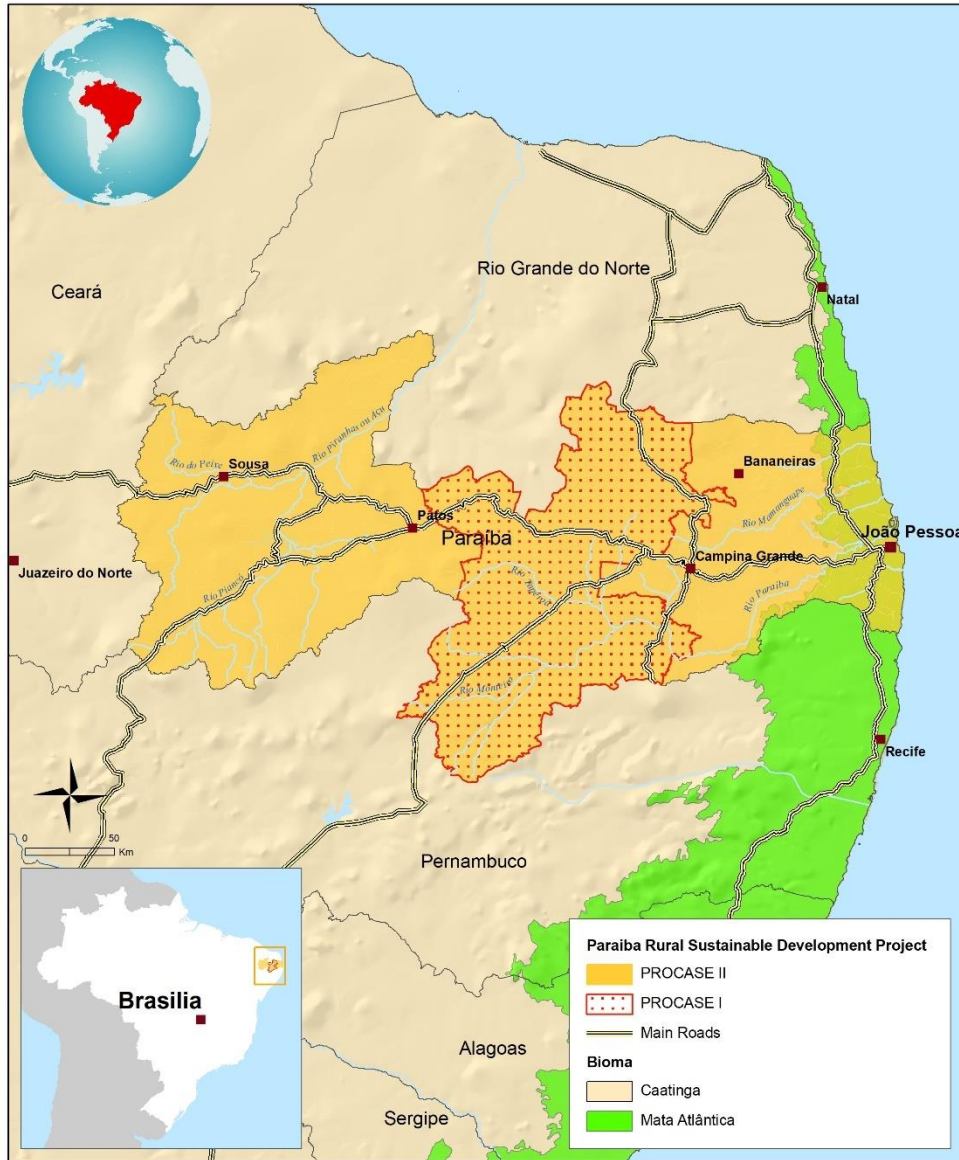 Ceará
Rio Grande do Norte
Natal
Rio Piranhas ou Açu
Rio do Peixe
Sousa
Bananeiras
Patos
Paraíba
Rio Mamanguape
João Pessoa
Juazeiro do Norte
Campina Grande
Rio Piancó
Rio Taperoá
Rio Paraíba
Rio Monteiro
Recife
0 50
Km
Pernambuco
Brasilia
Alagoas
Sergipe
Paraiba Rural Sustainable Development Project
PROCASE II
PROCASE I
Main Roads
Bioma
Caatinga
Mata Atlântica